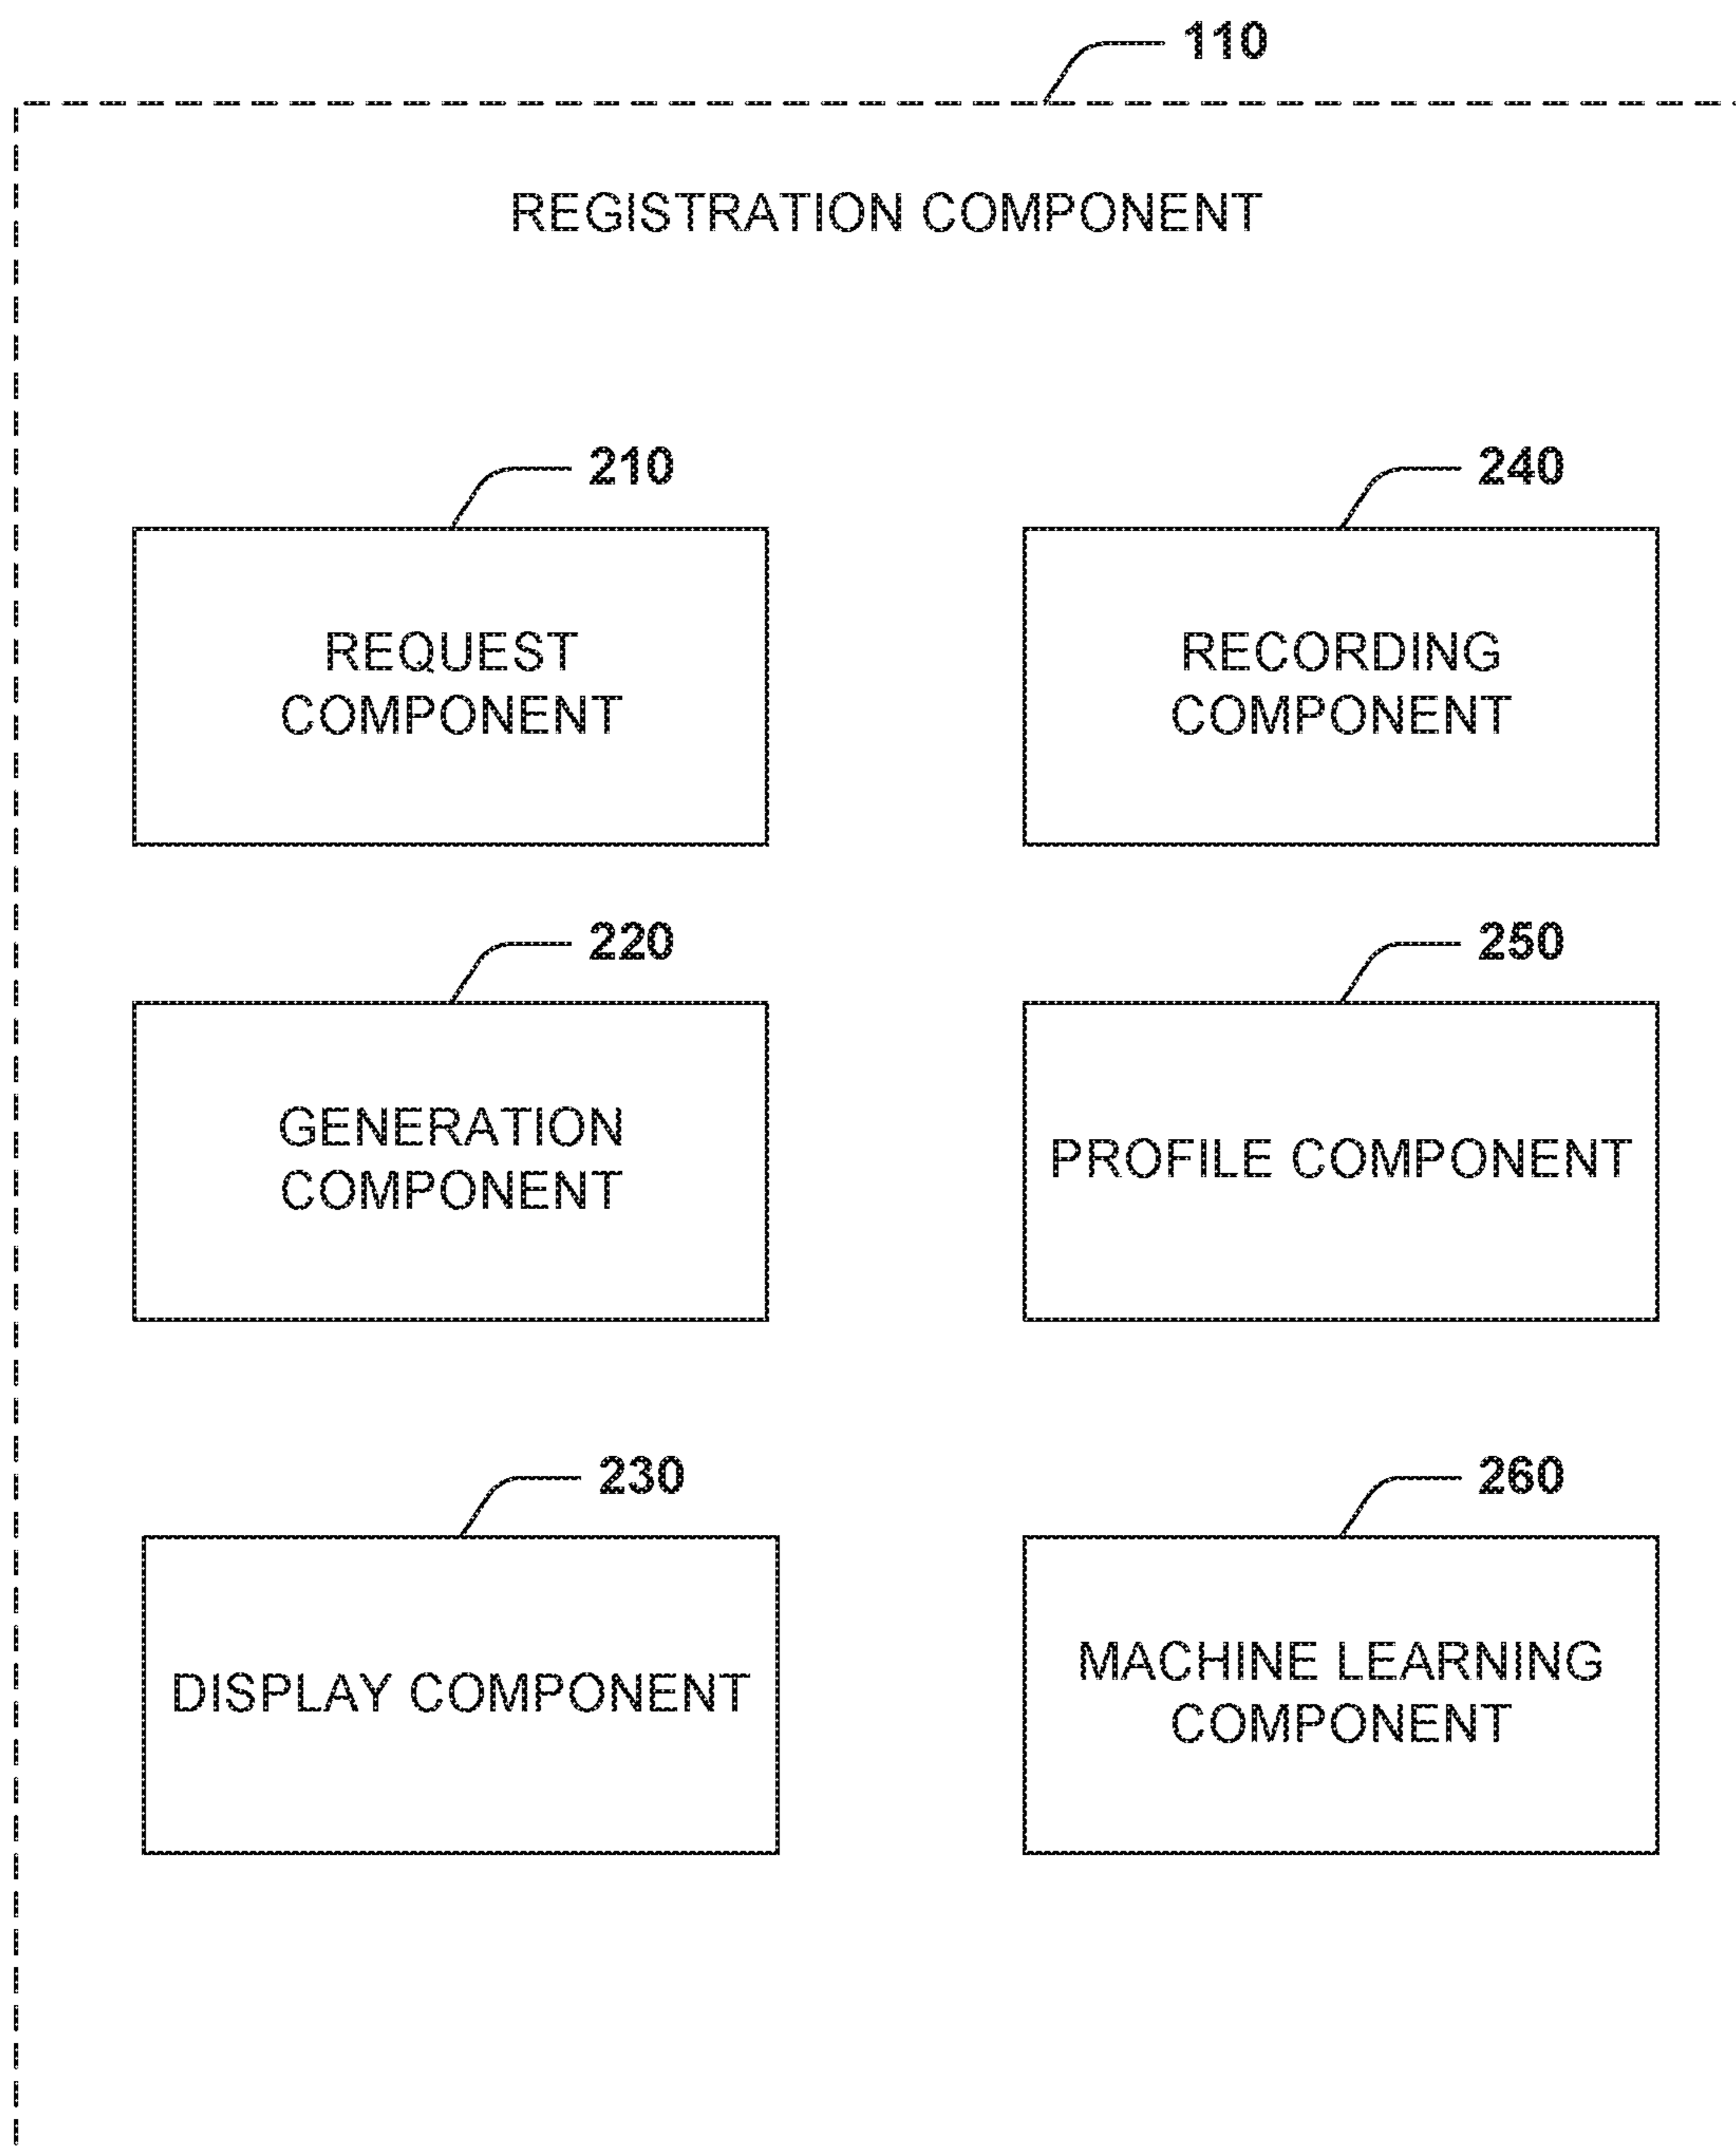 110
REGISTRATION COMPONENT
210
REQUEST
COMPONENT
240
RECORDING
COMPONENT
220
GENERATION
COMPONENT
250
PROFILE COMPONENT
230
DISPLAY COMPONENT
260
MACHINE LEARNING
COMPONENT